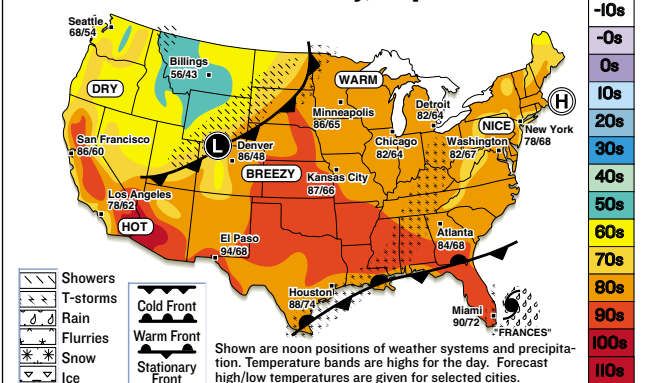 Seattle
68/54
Billings
56/43
DRY
WARM
Minneapolis
86/65
Detroit
82/64
H
NICE
New York
78/68
San Francisco
86/60
L
Denver
86/48
Chicago
82/64
Washington
82/67
BREEZY
Kansas City
87/66
Los Angeles
78/62
HOT
El Paso
94/68
Atlanta
84/68
Houston
88/74
Miami
90/72
"FRANCES"
Showers
T-storms
Rain
Flurries
Snow
Ice
Cold Front
Warm Front
Stationary
Front
Shown are noon positions of weather systems and precipita-
tion. Temperature bands are highs for the day. Forecast
high/low temperatures are given for selected cities.
-10s
-0s
0s
10s
20s
30s
40s
50s
60s
70s
80s
90s
100s
110s